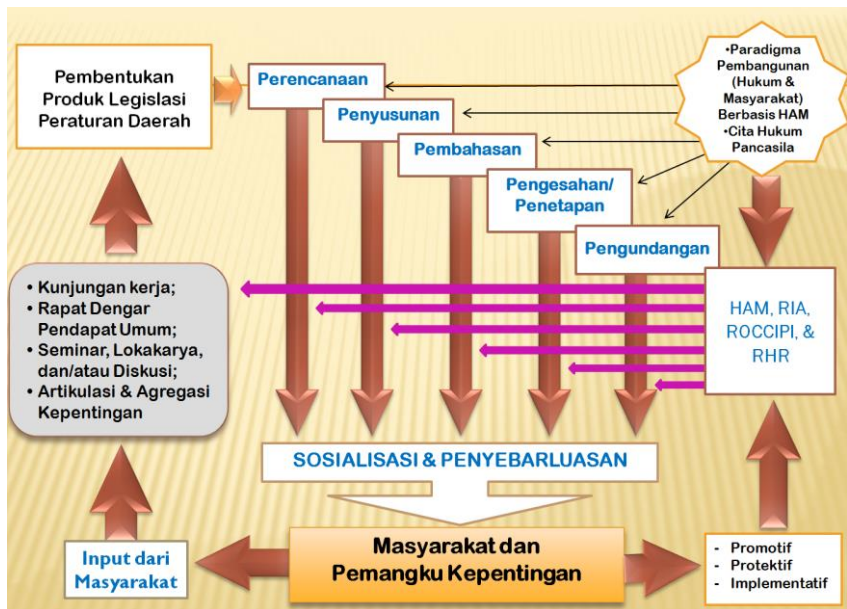 Pembentukan
Produk Legislasi
Peraturan Daerah
Perencanaan
Penyusunan
Pembahasan
Pengesahan/
Penetapan
Pengundangan
•Paradigma
Pembangunan
(Hukum &
Masyarakat)
Berbasis HAM
•Cita Hukum
Pancasila
• Kunjungan kerja;
• Rapat Dengar
Pendapat Umum;
• Seminar, Lokakarya,
dan/atau Diskusi;
• Artikulasi & Agregasi
Kepentingan
HAM, RIA,
ROCCIPI, &
RHR
SOSIALISASI & PENYEBARLUASAN
Masyarakat dan
Pemangku Kepentingan
Input dari
Masyarakat
- Promotif
- Protektif
- Implementatif